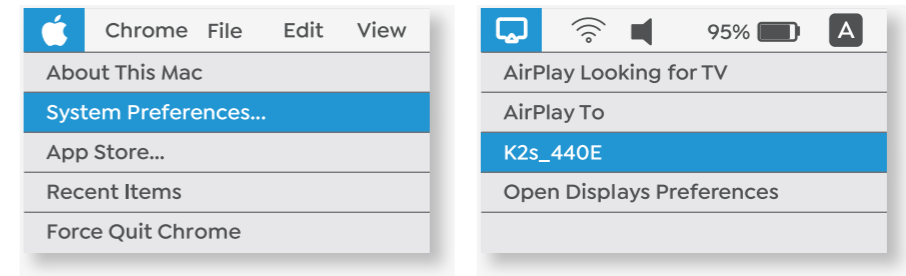 Chrome File Edit View
About This Mac
System Preferences...
App Store...
Recent Items
Force Quit Chrome
95% A
AirPlay Looking for TV
AirPlay To
K2s_440E
Open Displays Preferences